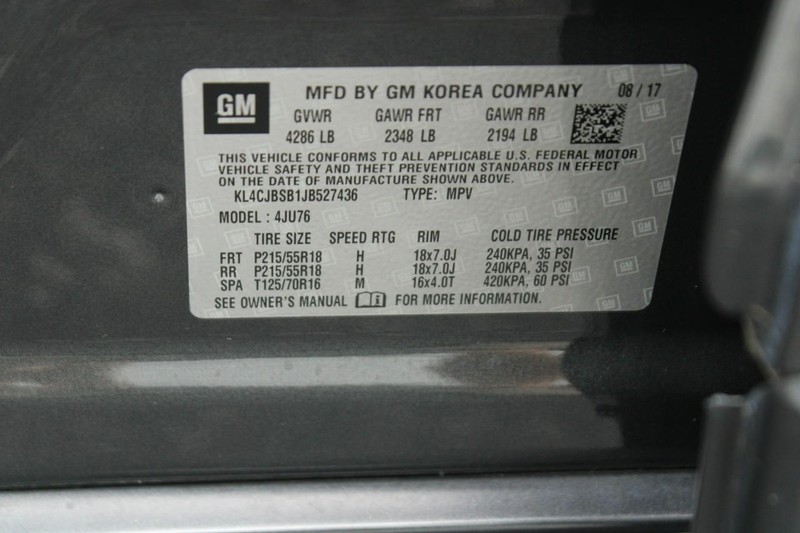 GM MFD BY GM KOREA COMPANY 08 / 17
GVWR GAWR FRT GAWR RR
4286 LB 2348 LB 2194 LB
THIS VEHICLE CONFORMS TO ALL APPLICABLE U.S. FEDERAL MOTOR
VEHICLE SAFETY AND THEFT PREVENTION STANDARDS IN EFFECT
ON THE DATE OF MANUFACTURE SHOWN ABOVE.
KL4CJBSB1JB527436 TYPE: MPV
MODEL : 4JU76
TIRE SIZE SPEED RTG RIM COLD TIRE PRESSURE
FRT P215/55R18 H 18x7.0J 240KPA, 35 PSI
RR P215/55R18 H 18x7.0J 240KPA, 35 PSI
SPA T125/70R16 M 16x4.0T 420KPA, 60 PSI
SEE OWNER'S MANUAL FOR MORE INFORMATION.